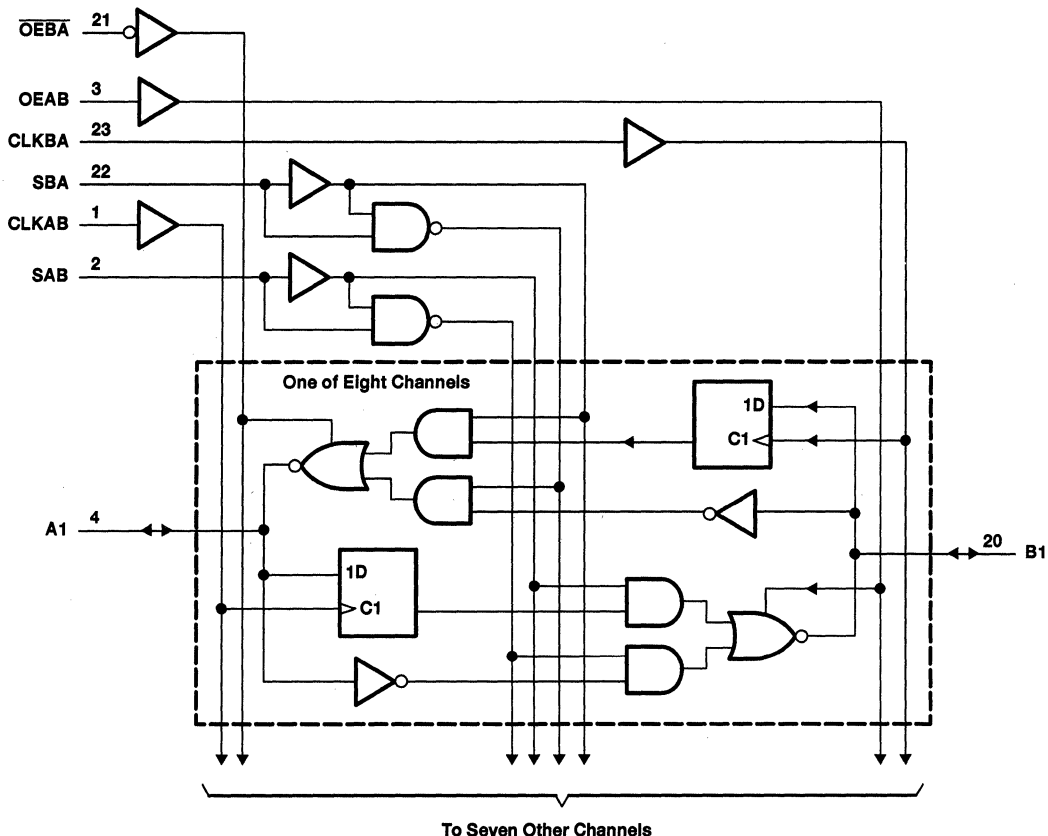 OEBA 21
OEAB 3
CLKBA 23
SBA 22
CLKAB 1
SAB 2
One of Eight Channels
1D
C1
A1 4
20 B1
1D
C1
To Seven Other Channels